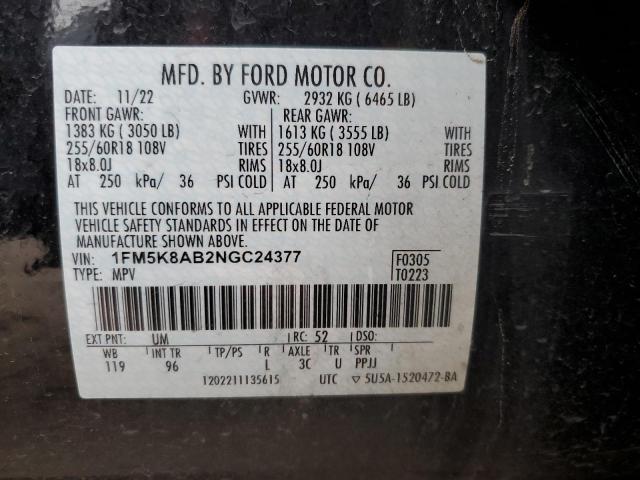 MFD. BY FORD MOTOR CO.
DATE: 11/22 GVWR: 2932 KG ( 6465 LB)
FRONT GAWR: REAR GAWR:
1383 KG ( 3050 LB) WITH 1613 KG ( 3555 LB) WITH
255/60R18 108V TIRES 255/60R18 108V TIRES
18x8.0J RIMS 18x8.0J RIMS
AT 250 kPa/ 36 PSI COLD AT 250 kPa/ 36 PSI COLD
THIS VEHICLE CONFORMS TO ALL APPLICABLE FEDERAL MOTOR
VEHICLE SAFETY STANDARDS IN EFFECT ON THE DATE OF
MANUFACTURE SHOWN ABOVE.
VIN: 1FM5K8AB2NGC24377 F0305
TYPE: MPV T0223
EXT PNT: UM RC: 52 DSO:
WB INT TR TP/PS R AXLE TR SPR
119 96 L 3C U PPJJ
1202211135615 UTC ▽ 5U5A-1520472-BA